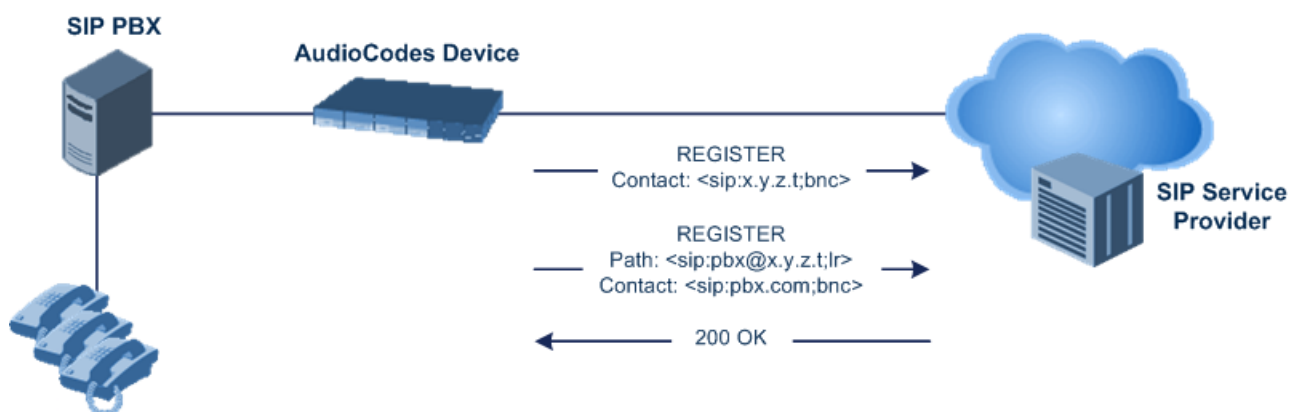 SIP PBX
AudioCodes Device
REGISTER
Contact: <sip:x.y.z.t;bnc>
REGISTER
Path: <sip:pbx@x.y.z.t;lr>
Contact: <sip:pbx.com;bnc>
200 OK
SIP Service
Provider